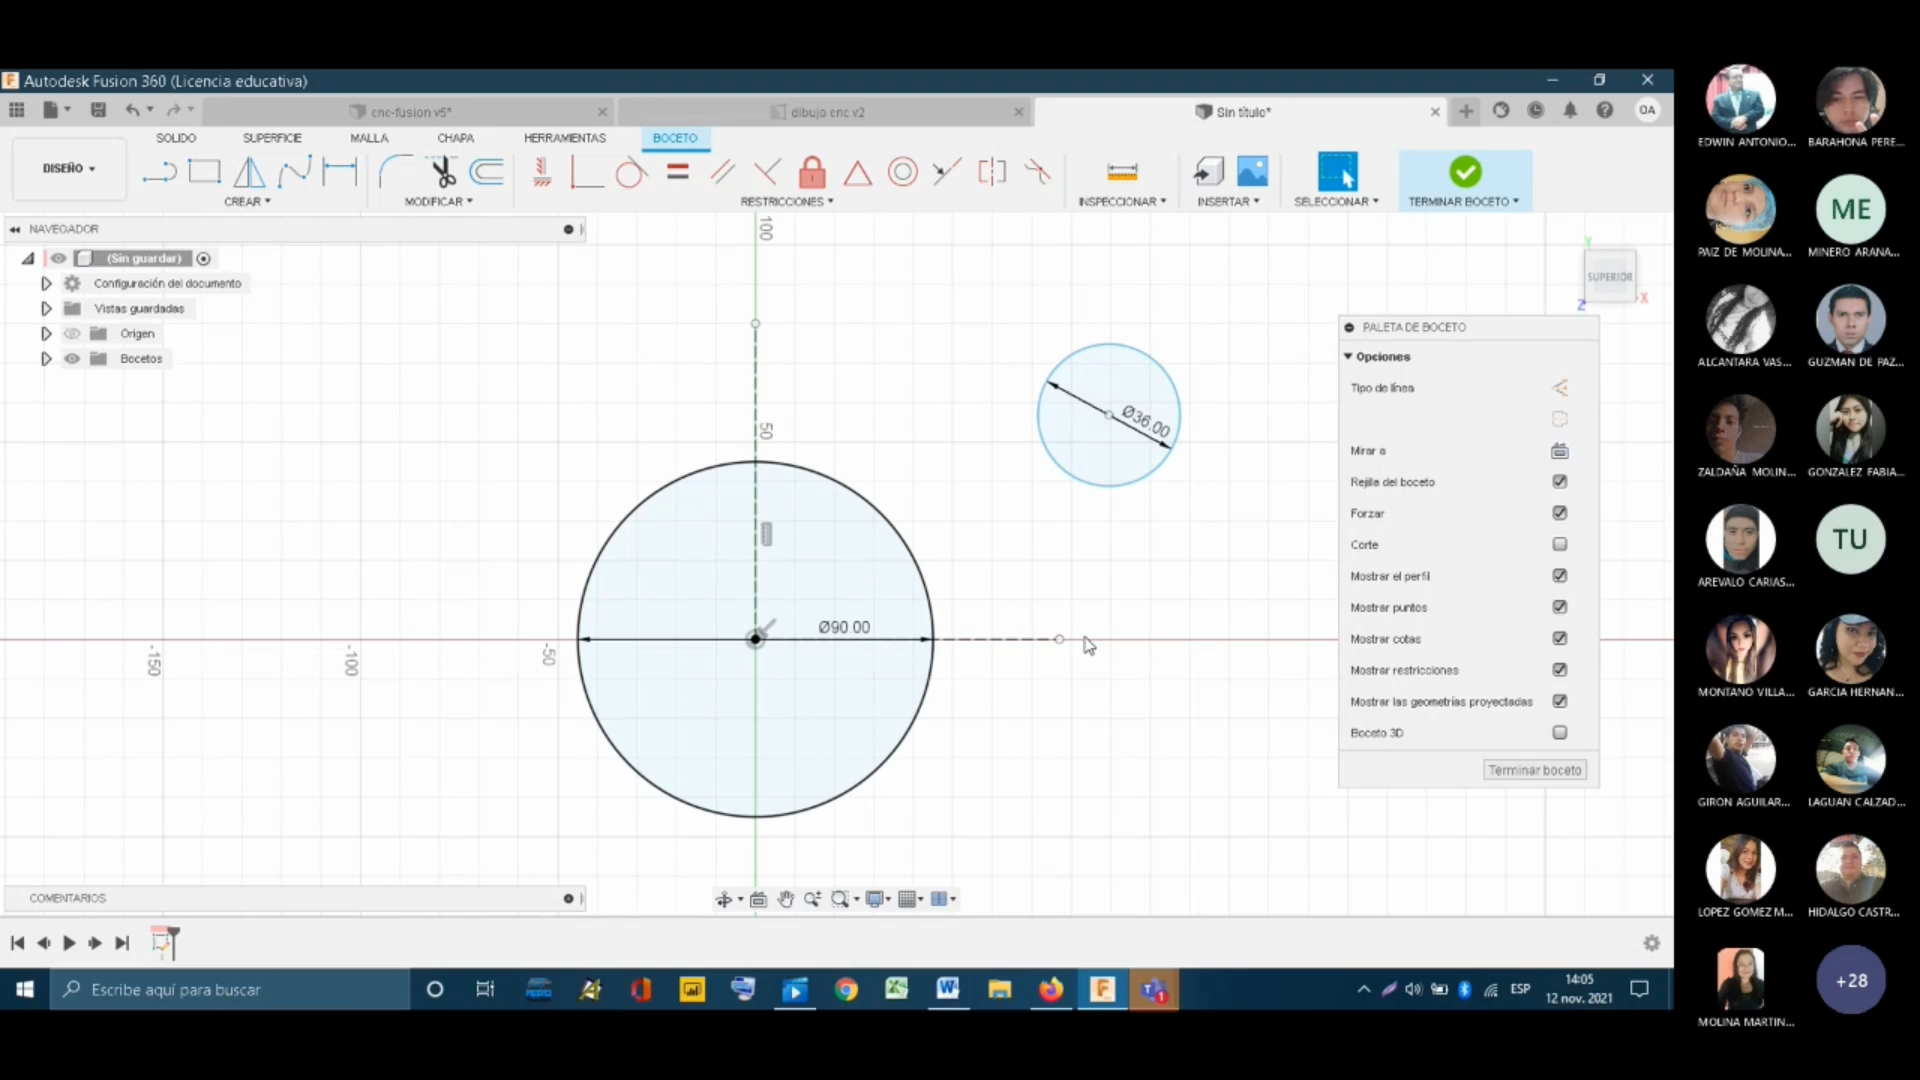 Autodesk Fusion 360 (Licencia educativa)
cnc-fusion v5*
dibujo cnc v2
Sin título*
OA
SOLIDO
SUPERFICIE
MALLA
CHAPA
HERRAMIENTAS
BOCETO
DISEÑO
CREAR
MODIFICAR
RESTRICCIONES
INSPECCIONAR
INSERTAR
SELECCIONAR
TERMINAR BOCETO
NAVEGADOR
(Sin guardar)
Configuración del documento
Vistas guardadas
Origen
Bocetos
100
50
-50
-100
-150
Ø36.00
Ø90.00
Y
SUPERIOR
Z
X
PALETA DE BOCETO
Opciones
Tipo de línea
Mirar a
Rejilla del boceto
Forzar
Corte
Mostrar el perfil
Mostrar puntos
Mostrar cotas
Mostrar restricciones
Mostrar las geometrías proyectadas
Boceto 3D
Terminar boceto
COMENTARIOS
Escribe aquí para buscar
FESTO
ESP
14:05
12 nov. 2021
EDWIN ANTONIO...
BARAHONA PERE...
PAIZ DE MOLINA...
ME
MINERO ARANA...
ALCANTARA VAS...
GUZMAN DE PAZ...
ZALDAÑA MOLIN...
GONZALEZ FABIA...
AREVALO CARIAS...
TU
MONTANO VILLA...
GARCIA HERNAN...
GIRON AGUILAR...
LAGUAN CALZAD...
LOPEZ GOMEZ M...
HIDALGO CASTR...
MOLINA MARTIN...
+28